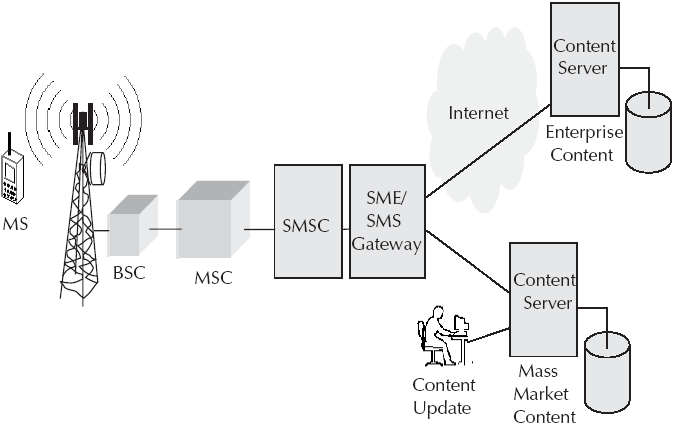 MS
BSC
MSC
SMSC
SME/
SMS
Gateway
Internet
Content
Server
Enterprise
Content
Content
Server
Content
Update
Mass
Market
Content